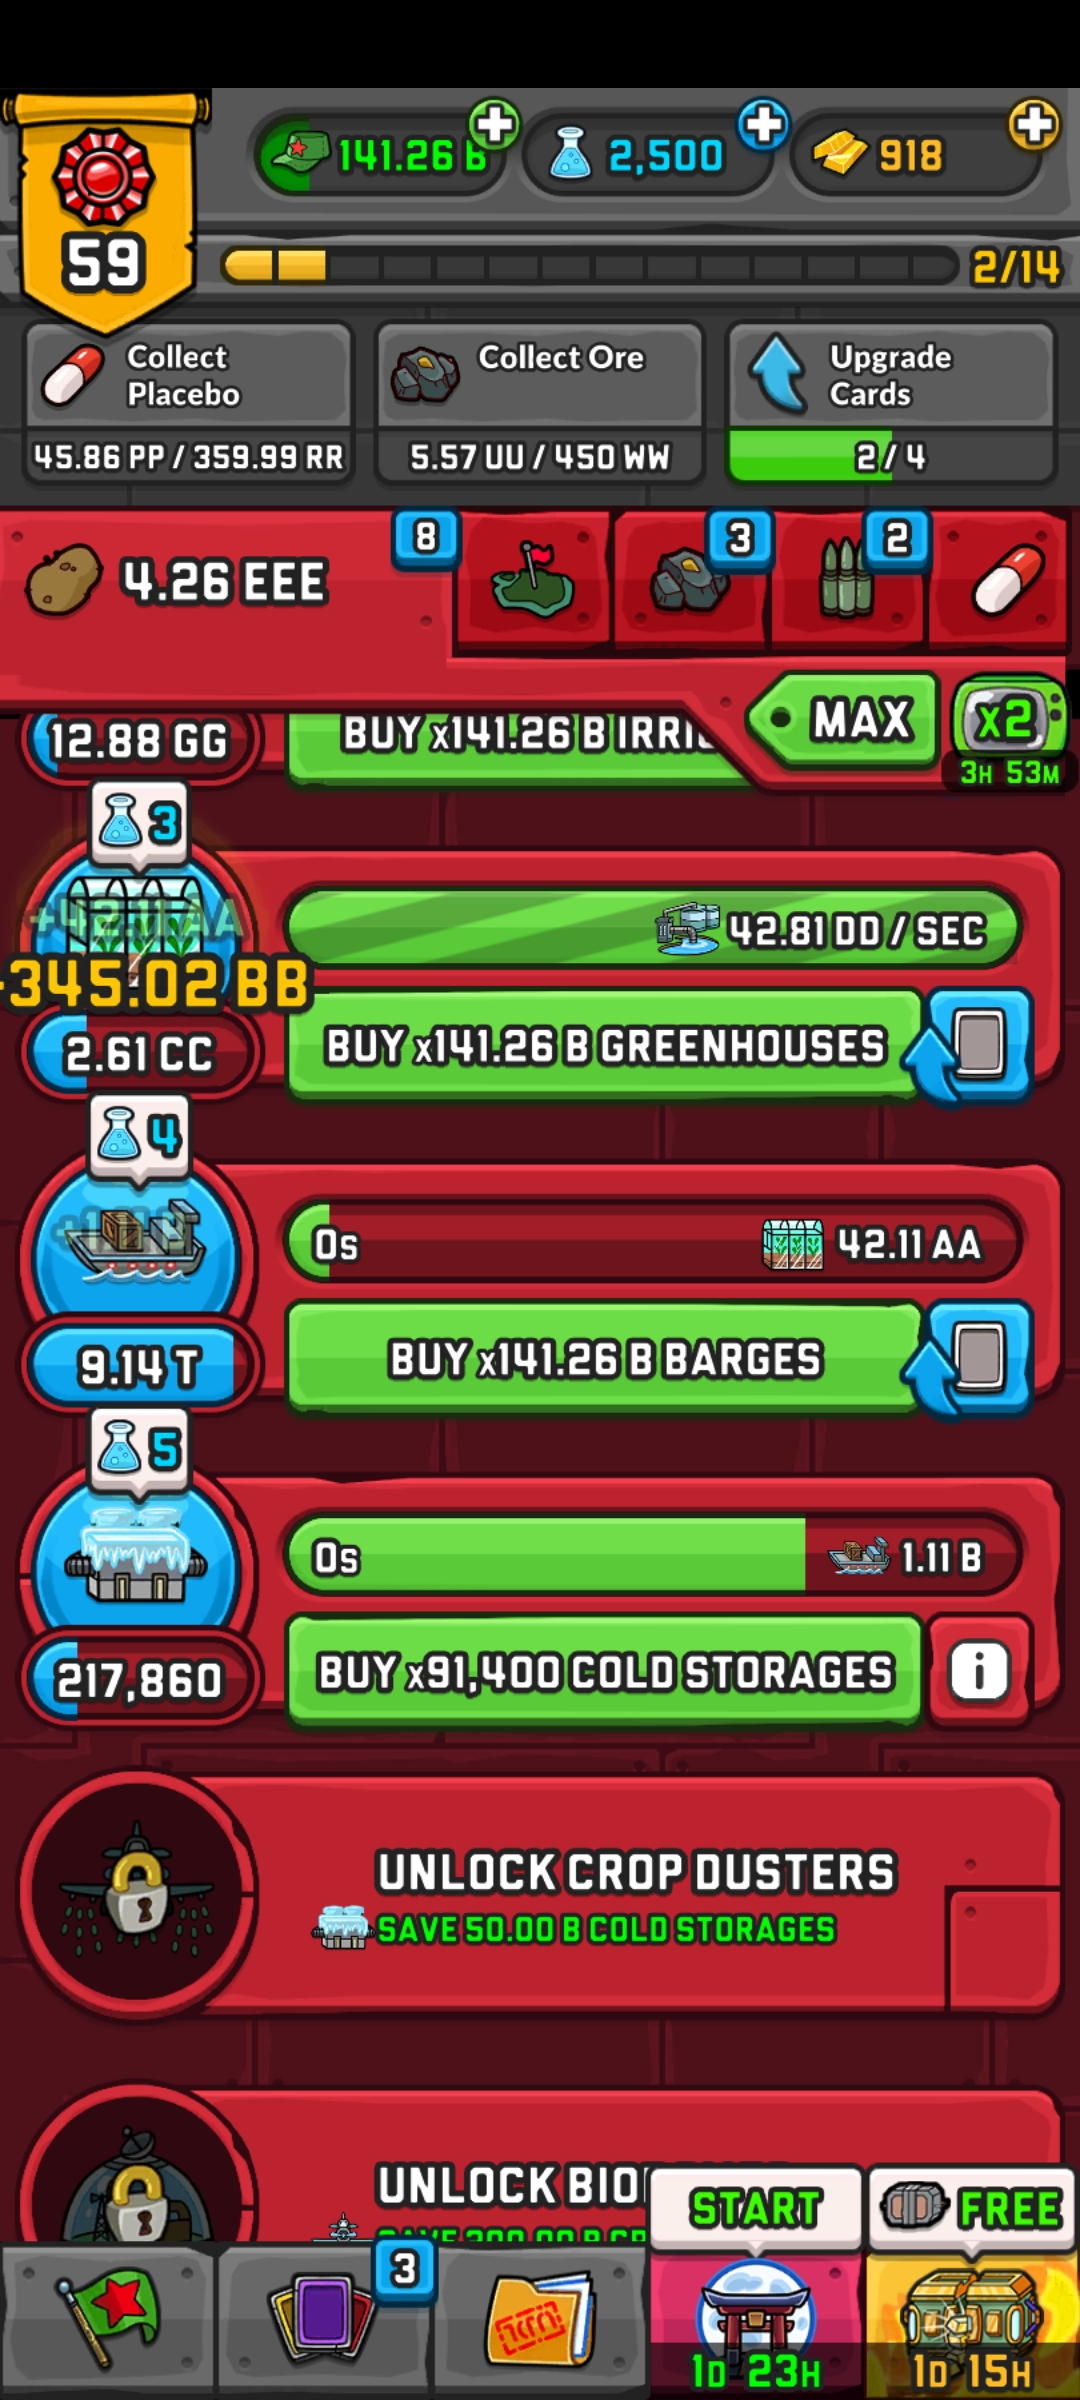 59
141.26 B
2,500
918
2/14
Collect Placebo
45.86 PP / 359.99 RR
Collect Ore
5.57 UU / 450 WW
Upgrade Cards
2 / 4
4.26 EEE
8
3
2
MAX
x2
3H 53M
12.88 GG
BUY x141.26 B
3
+42.11 AA
345.02 BB
42.81 DD / SEC
2.61 CC
BUY x141.26 B GREENHOUSES
4
0s
42.11 AA
9.14 T
BUY x141.26 B BARGES
5
0s
1.11 B
217,860
BUY x91,400 COLD STORAGES
i
UNLOCK CROP DUSTERS
SAVE 50.00 B COLD STORAGES
UNLOCK
START
FREE
3
1D 23H
1D 15H